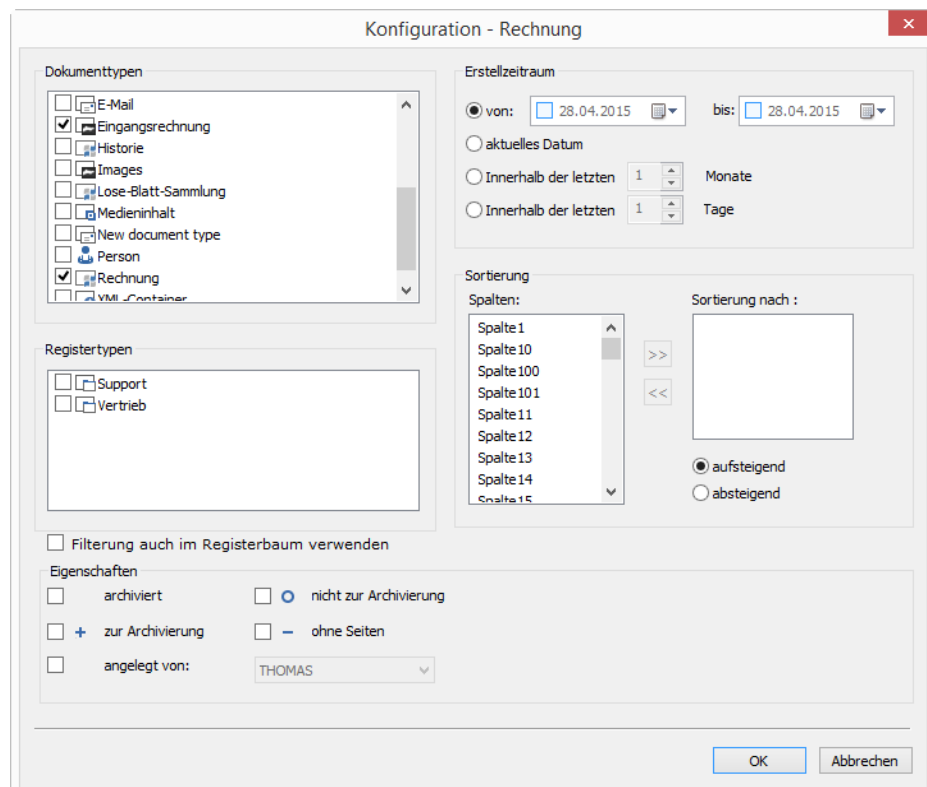 Konfiguration - Rechnung
Dokumenttypen
E-Mail
Eingangsrechnung
Historie
Images
Lose-Blatt-Sammlung
Medieninhalt
New document type
Person
Rechnung
XML-Container
Registertypen
Support
Vertrieb
Filterung auch im Registerbaum verwenden
Erstellzeitraum
von: 28.04.2015 bis: 28.04.2015
aktuelles Datum
Innerhalb der letzten 1 Monate
Innerhalb der letzten 1 Tage
Sortierung
Spalten:
Spalte1
Spalte10
Spalte100
Spalte101
Spalte11
Spalte12
Spalte13
Spalte14
Spalte15
>>
<<
Sortierung nach :
aufsteigend
absteigend
Eigenschaften
archiviert nicht zur Archivierung
+ zur Archivierung − ohne Seiten
angelegt von: THOMAS
OK Abbrechen